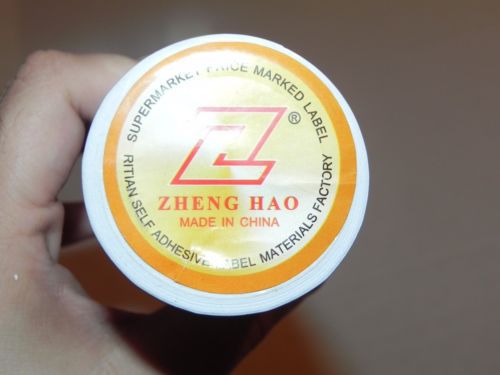 SUPERMARKET PRICE MARKED LABEL
®
ZHENG HAO
MADE IN CHINA
RITIAN SELF ADHESIVE LABEL MATERIALS FACTORY